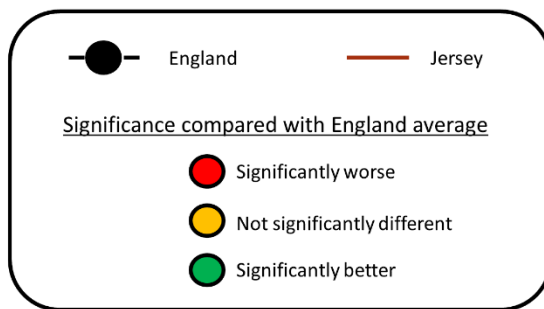 England Jersey
Significance compared with England average
Significantly worse
Not significantly different
Significantly better